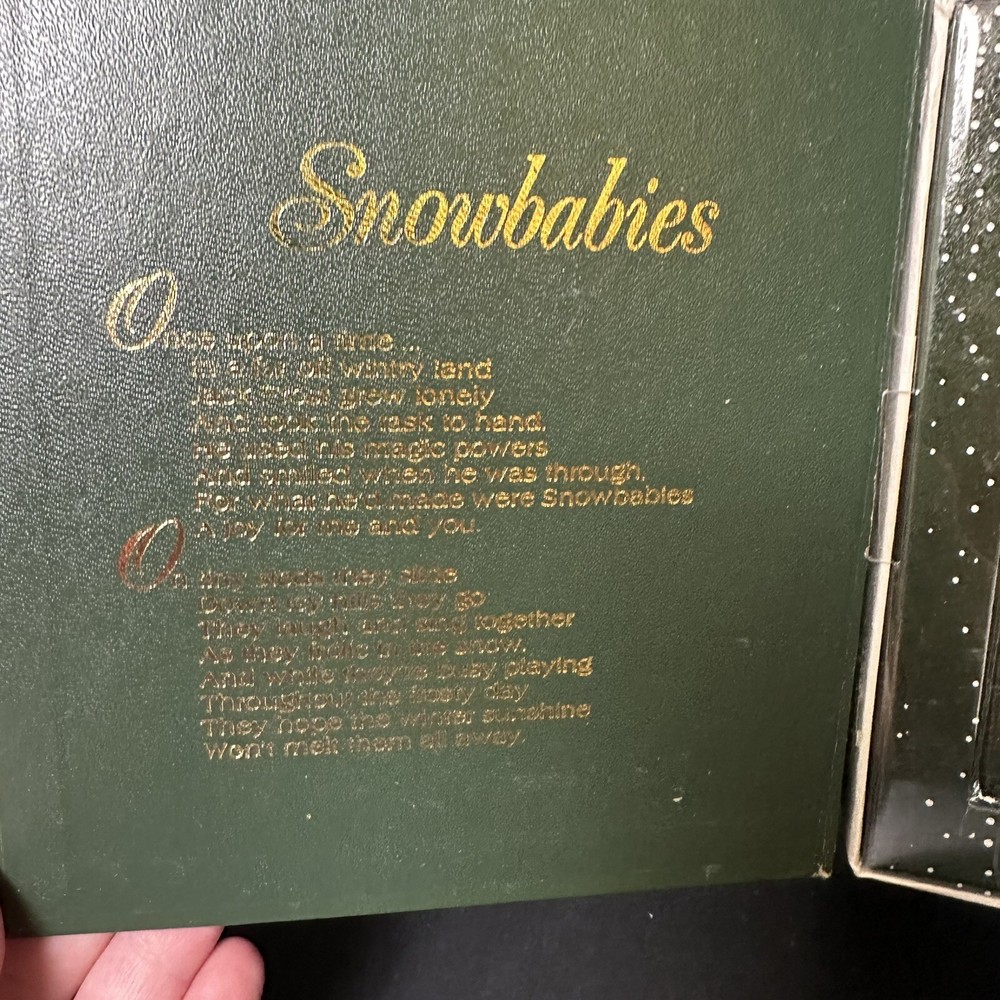 Snowbabies
Once upon a time...
In a far off wintry land
Jack Frost grew lonely
And took the task to hand.
He used his magic powers
And smiled when he was through,
For what he'd made were Snowbabies
A joy for me and you.
On tiny sleds they slide
Down icy hills they go
They laugh and sing together
As they frolic in the snow.
And while they're busy playing
Throughout the frosty day
They hope the winter sunshine
Won't melt them all away.